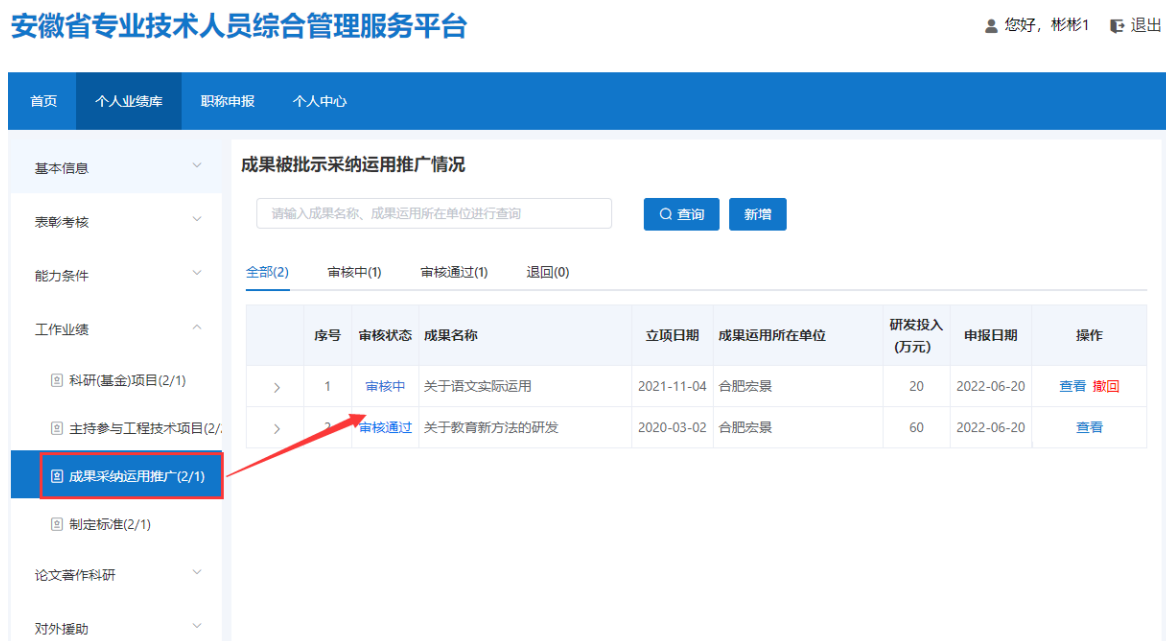 安徽省专业技术人员综合管理服务平台
您好，彬彬1 退出
首页 个人业绩库 职称申报 个人中心
基本信息
表彰考核
能力条件
工作业绩
科研(基金)项目(2/1)
主持参与工程技术项目(2/
成果采纳运用推广(2/1)
制定标准(2/1)
论文著作科研
对外援助
成果被批示采纳运用推广情况
请输入成果名称、成果运用所在单位进行查询 查询 新增
全部(2) 审核中(1) 审核通过(1) 退回(0)
序号 审核状态 成果名称 立项日期 成果运用所在单位 研发投入(万元) 申报日期 操作
1 审核中 关于语文实际运用 2021-11-04 合肥宏景 20 2022-06-20 查看 撤回
2 审核通过 关于教育新方法的研发 2020-03-02 合肥宏景 60 2022-06-20 查看